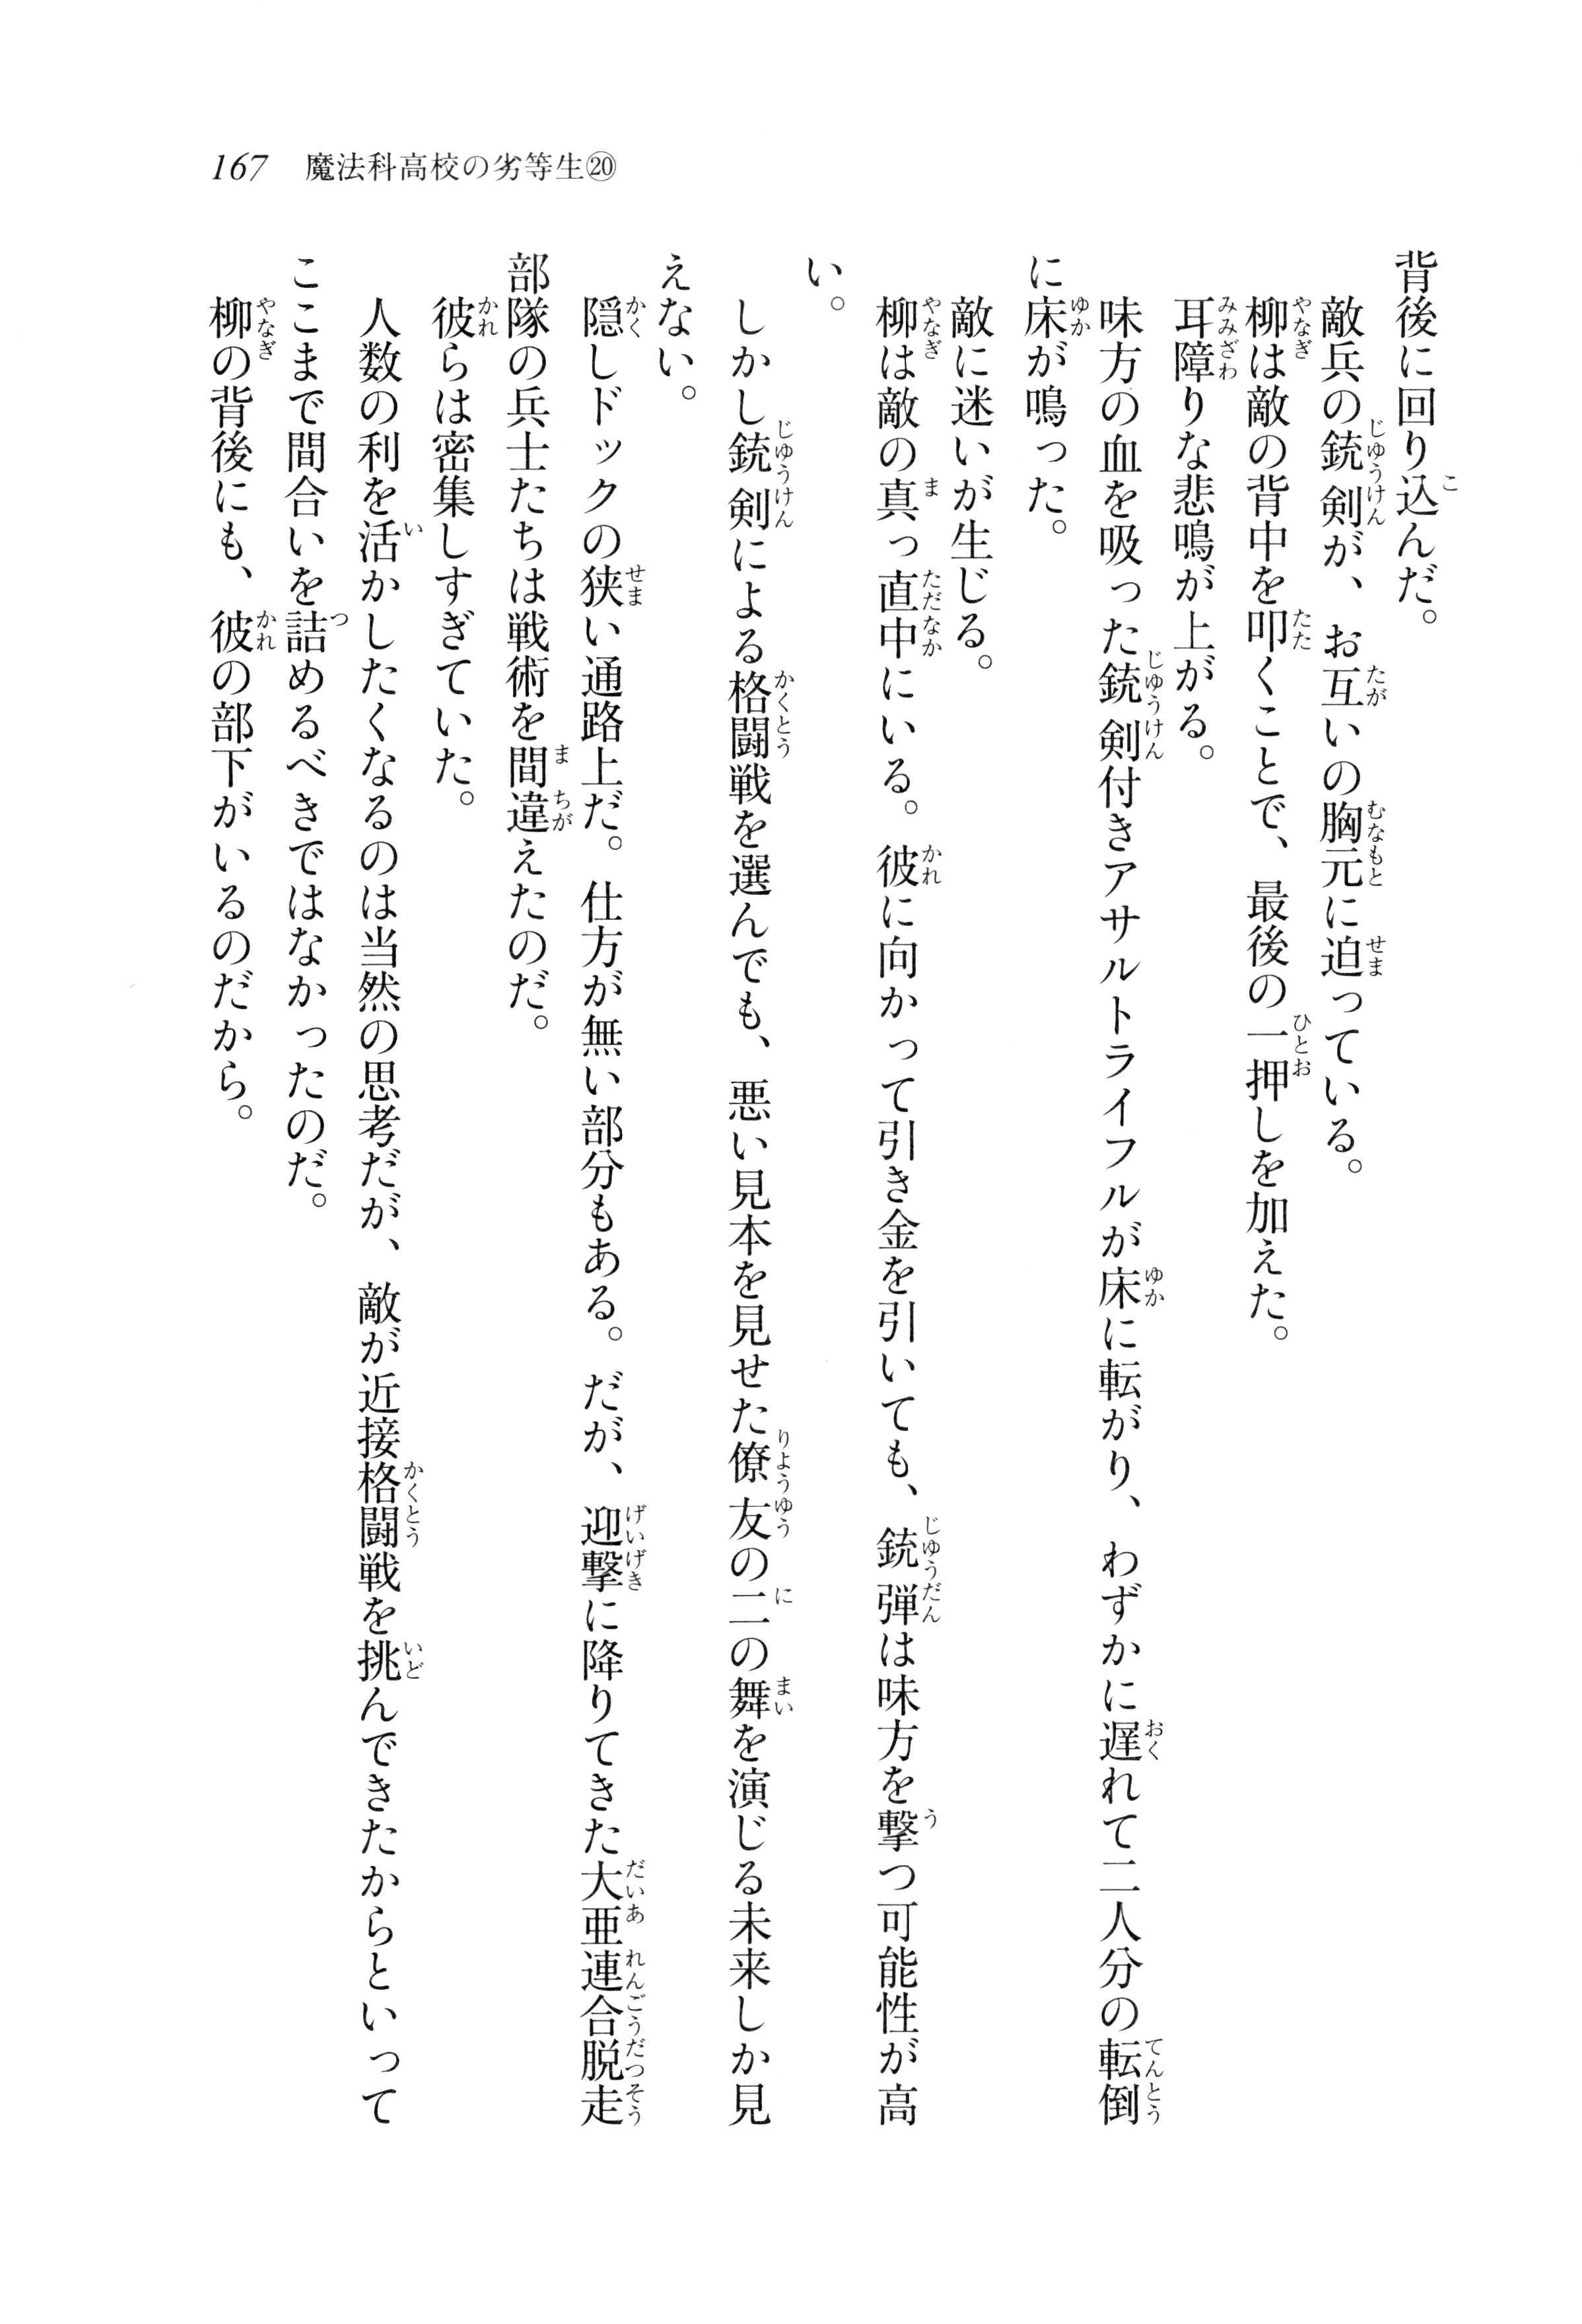 167 魔法科高校の劣等生⑳
背後に回り込んだ。
敵兵の銃剣が、お互いの胸元に迫っている。
柳は敵の背中を叩くことで、最後の一押しを加えた。
耳障りな悲鳴が上がる。
味方の血を吸った銃剣付きアサルトライフルが床に転がり、わずかに遅れて二人分の転倒
に床が鳴った。
敵に迷いが生じる。
柳は敵の真っ直中にいる。彼に向かって引き金を引いても、銃弾は味方を撃つ可能性が高
い。
しかし銃剣による格闘戦を選んでも、悪い見本を見せた僚友の二の舞を演じる未来しか見
えない。
隠しドックの狭い通路上だ。仕方が無い部分もある。だが、迎撃に降りてきた大亜連合脱走
部隊の兵士たちは戦術を間違えたのだ。
彼らは密集しすぎていた。
人数の利を活かしたくなるのは当然の思考だが、敵が近接格闘戦を挑んできたからといって
ここまで間合いを詰めるべきではなかったのだ。
柳の背後にも、彼の部下がいるのだから。